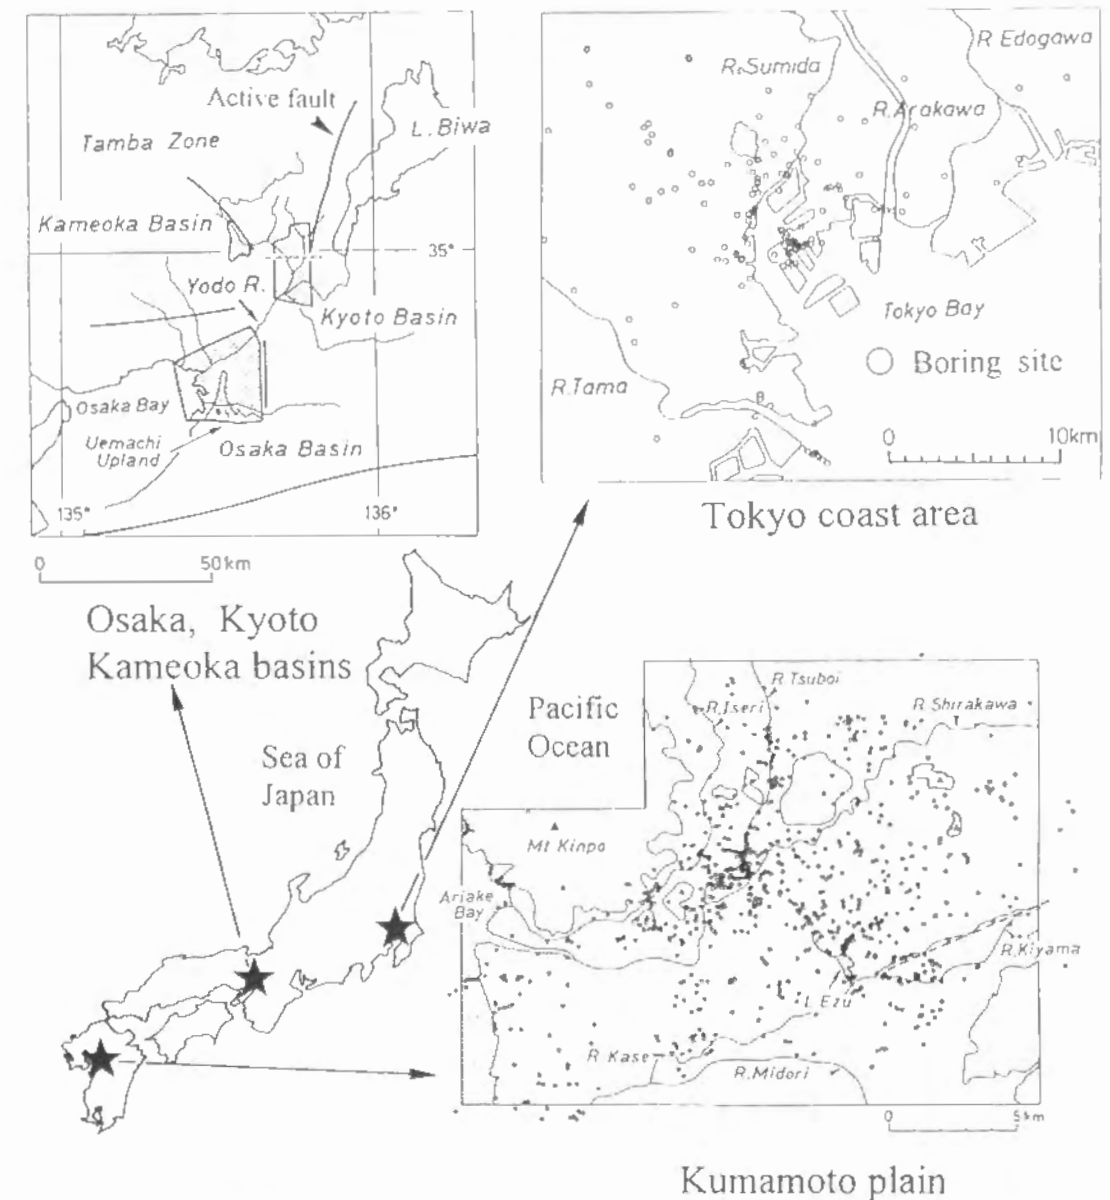 Active fault
L. Biwa
Tamba Zone
Kameoka Basin
35°
Yodo R.
Kyoto Basin
Osaka Bay
Uemachi
Upland
Osaka Basin
135°
136°
0
50km
Osaka, Kyoto
Kameoka basins
R. Sumida
R. Edogawa
R. Arakawa
Tokyo Bay
Boring site
R. Tama
0
10km
Tokyo coast area
Sea of
Japan
Pacific
Ocean
R. Tsuboi
R. Iseri
R. Shirakawa
Mt Kinpo
Ariake
Bay
R. Kiyama
L. Ezu
R. Kase
R. Midori
0
5km
Kumamoto plain